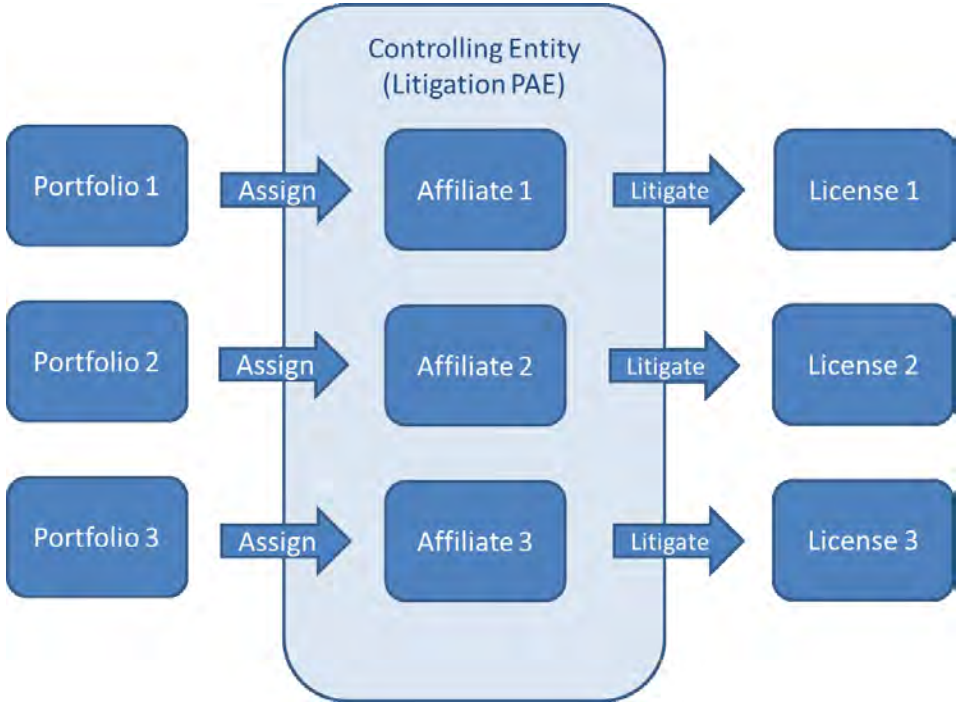 Controlling Entity
(Litigation PAE)
Portfolio 1
Assign
Affiliate 1
Litigate
License 1
Portfolio 2
Assign
Affiliate 2
Litigate
License 2
Portfolio 3
Assign
Affiliate 3
Litigate
License 3